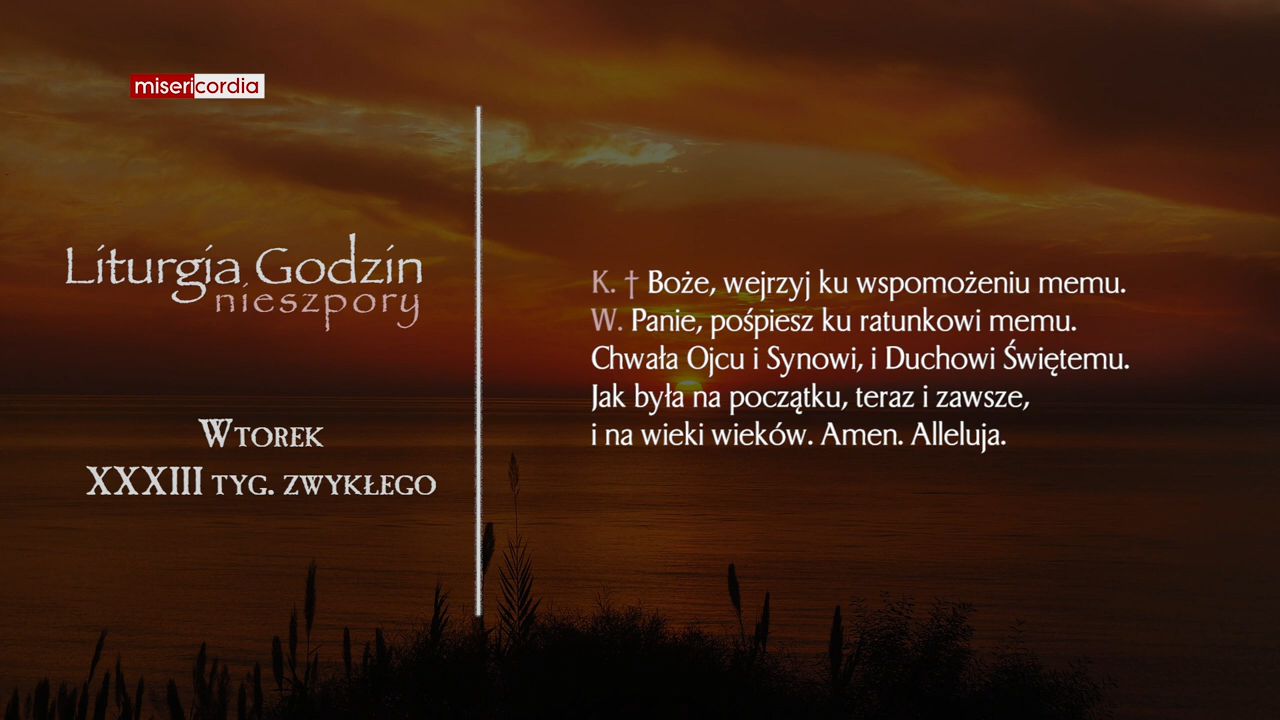 misericordia
Liturgia Godzin
nieszpory
Wtorek
XXXIII tyg. zwykłego
K. † Boże, wejrzyj ku wspomożeniu memu.
W. Panie, pośpiesz ku ratunkowi memu.
Chwała Ojcu i Synowi, i Duchowi Świętemu.
Jak była na początku, teraz i zawsze,
i na wieki wieków. Amen. Alleluja.